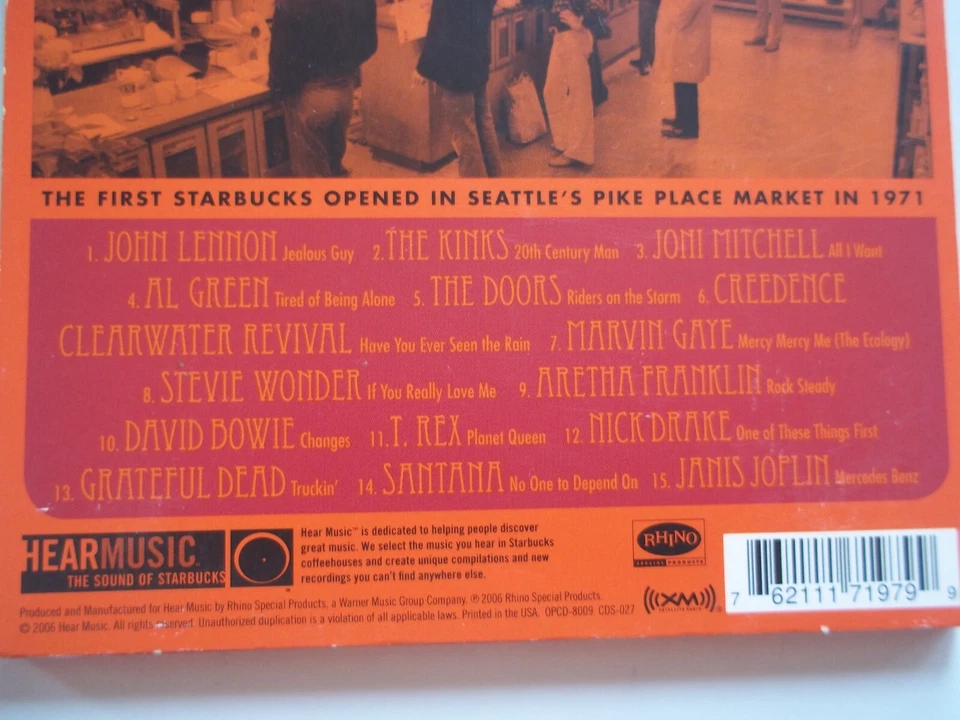 THE FIRST STARBUCKS OPENED IN SEATTLE'S PIKE PLACE MARKET IN 1971
1. JOHN LENNON Jealous Guy 2. THE KINKS 20th Century Man 3. JONI MITCHELL All I Want
4. AL GREEN Tired of Being Alone 5. THE DOORS Riders on the Storm 6. CREEDENCE
CLEARWATER REVIVAL Have You Ever Seen the Rain 7. MARVIN GAYE Mercy Mercy Me (The Ecology)
8. STEVIE WONDER If You Really Love Me 9. ARETHA FRANKLIN Rock Steady
10. DAVID BOWIE Changes 11. T. REX Planet Queen 12. NICK DRAKE One of These Things First
13. GRATEFUL DEAD Truckin' 14. SANTANA No One to Depend On 15. JANIS JOPLIN Mercedes Benz
HEARMUSIC™
THE SOUND OF STARBUCKS
Hear Music™ is dedicated to helping people discover
great music. We select the music you hear in Starbucks
coffeehouses and create unique compilations and new
recordings you can't find anywhere else.
RHINO
SPECIAL PRODUCTS
((XM))®
SATELLITE RADIO
7 62111 71979 9
Produced and Manufactured for Hear Music by Rhino Special Products, a Warner Music Group Company. ℗ 2006 Rhino Special Products.
© 2006 Hear Music. All rights reserved. Unauthorized duplication is a violation of all applicable laws. Printed in the USA. OPCD-8009 CDS-027